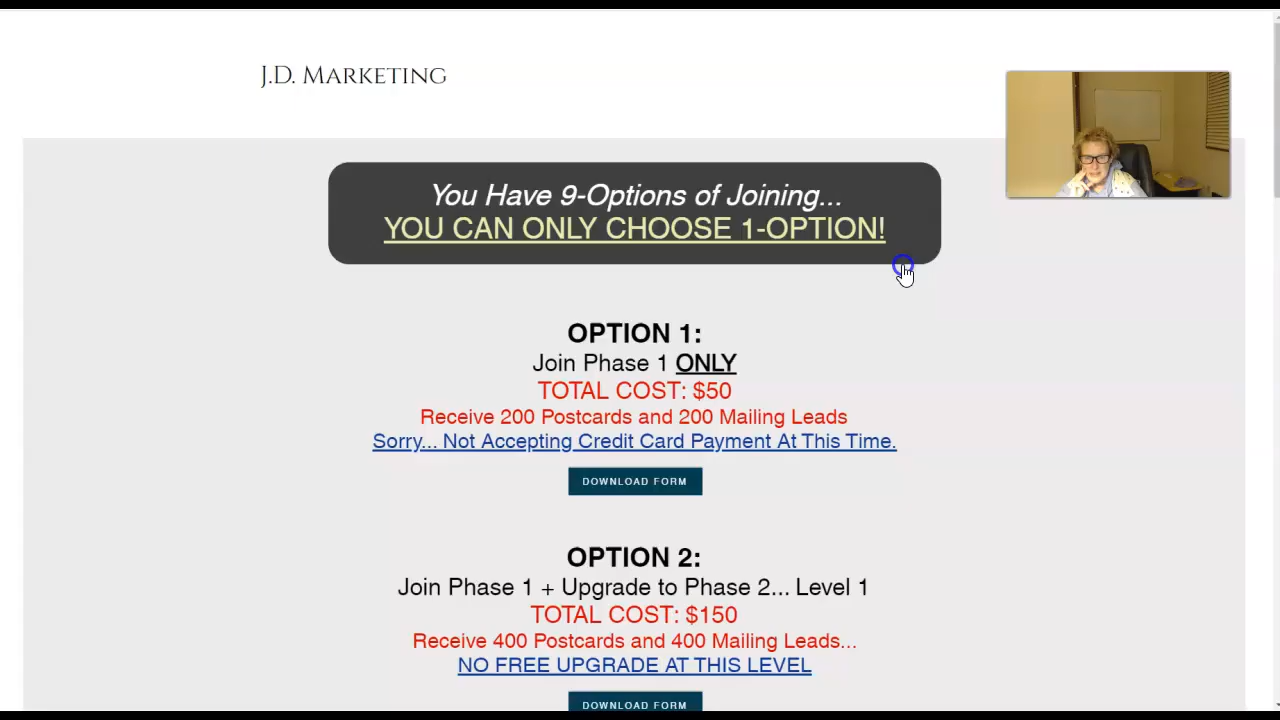 J.D. Marketing
You Have 9-Options of Joining...
YOU CAN ONLY CHOOSE 1-OPTION!
OPTION 1:
Join Phase 1 ONLY
TOTAL COST: $50
Receive 200 Postcards and 200 Mailing Leads
Sorry... Not Accepting Credit Card Payment At This Time.
DOWNLOAD FORM
OPTION 2:
Join Phase 1 + Upgrade to Phase 2... Level 1
TOTAL COST: $150
Receive 400 Postcards and 400 Mailing Leads...
NO FREE UPGRADE AT THIS LEVEL
DOWNLOAD FORM